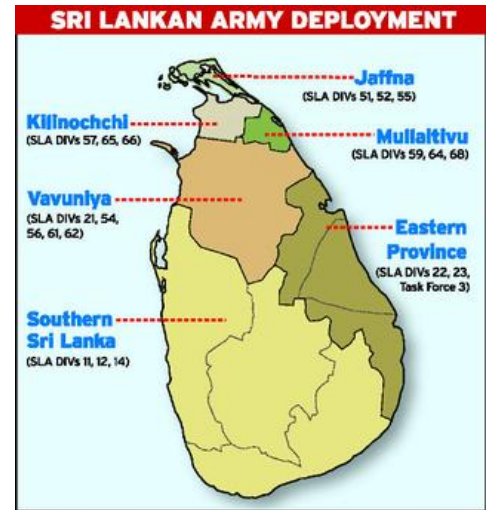 SRI LANKAN ARMY DEPLOYMENT
Jaffna
(SLA DIVs 51, 52, 55)
Kilinochchi
(SLA DIVs 57, 65, 66)
Mullaitivu
(SLA DIVs 59, 64, 68)
Vavuniya
(SLA DIVs 21, 54,
56, 61, 62)
Eastern
Province
(SLA DIVs 22, 23,
Task Force 3)
Southern
Sri Lanka
(SLA DIVs 11, 12, 14)